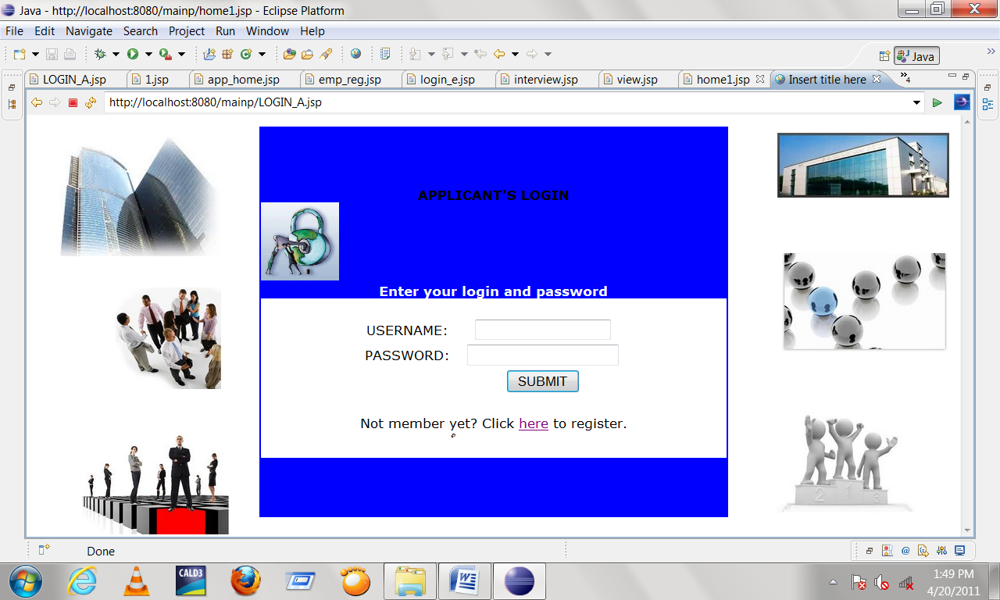 Java - http://localhost:8080/mainp/home1.jsp - Eclipse Platform
File Edit Navigate Search Project Run Window Help
Java
LOGIN_A.jsp 1.jsp app_home.jsp emp_reg.jsp login_e.jsp interview.jsp view.jsp home1.jsp Insert title here »4
http://localhost:8080/mainp/LOGIN_A.jsp
APPLICANT'S LOGIN
Enter your login and password
USERNAME:
PASSWORD:
SUBMIT
Not member yet? Click here to register.
2 1 3
Done
CALD3
1:49 PM
4/20/2011